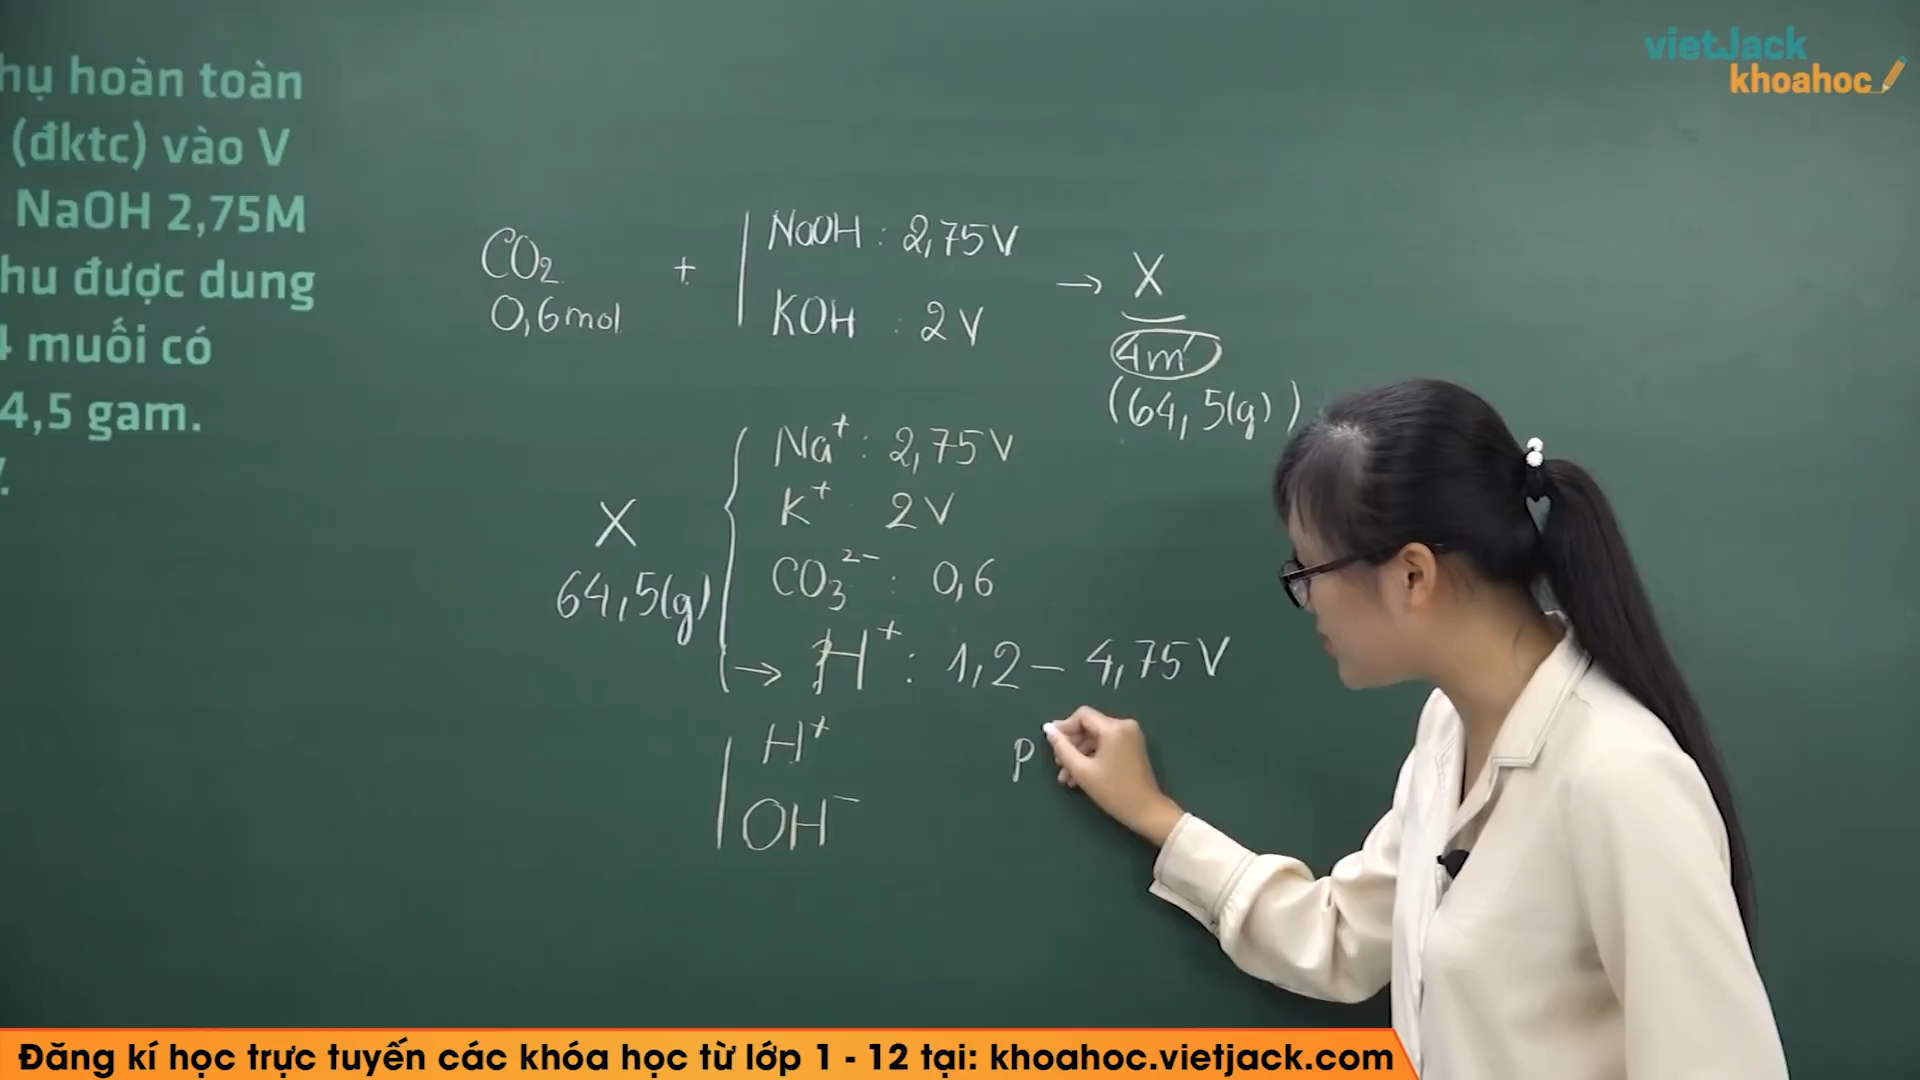 vietJack
khoahoc
hụ hoàn toàn
(đktc) vào V
NaOH 2,75M
hu được dung
4 muối có
4,5 gam.
CO2 + NaOH : 2,75V → X
0,6mol KOH : 2V
4m'
(64,5(g))
X
64,5(g)
Na+ : 2,75V
K+ 2V
CO3 2- : 0,6
→ H+ : 1,2 - 4,75V
H+
OH-
P
Đăng kí học trực tuyến các khóa học từ lớp 1 - 12 tại: khoahoc.vietjack.com